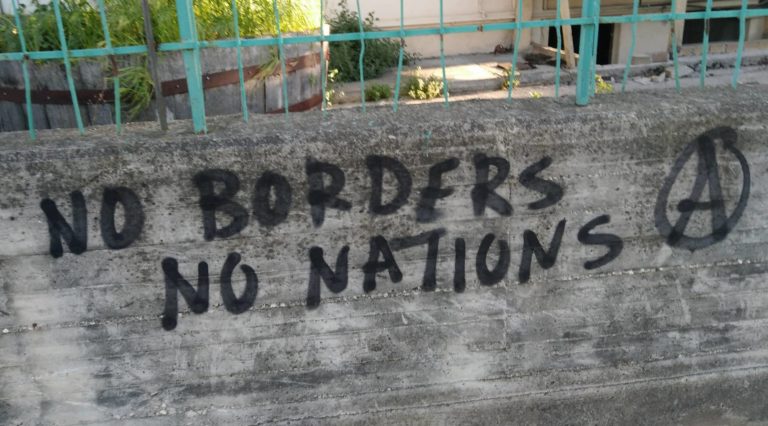 NO BORDERS
NO NATIONS
Ⓐ